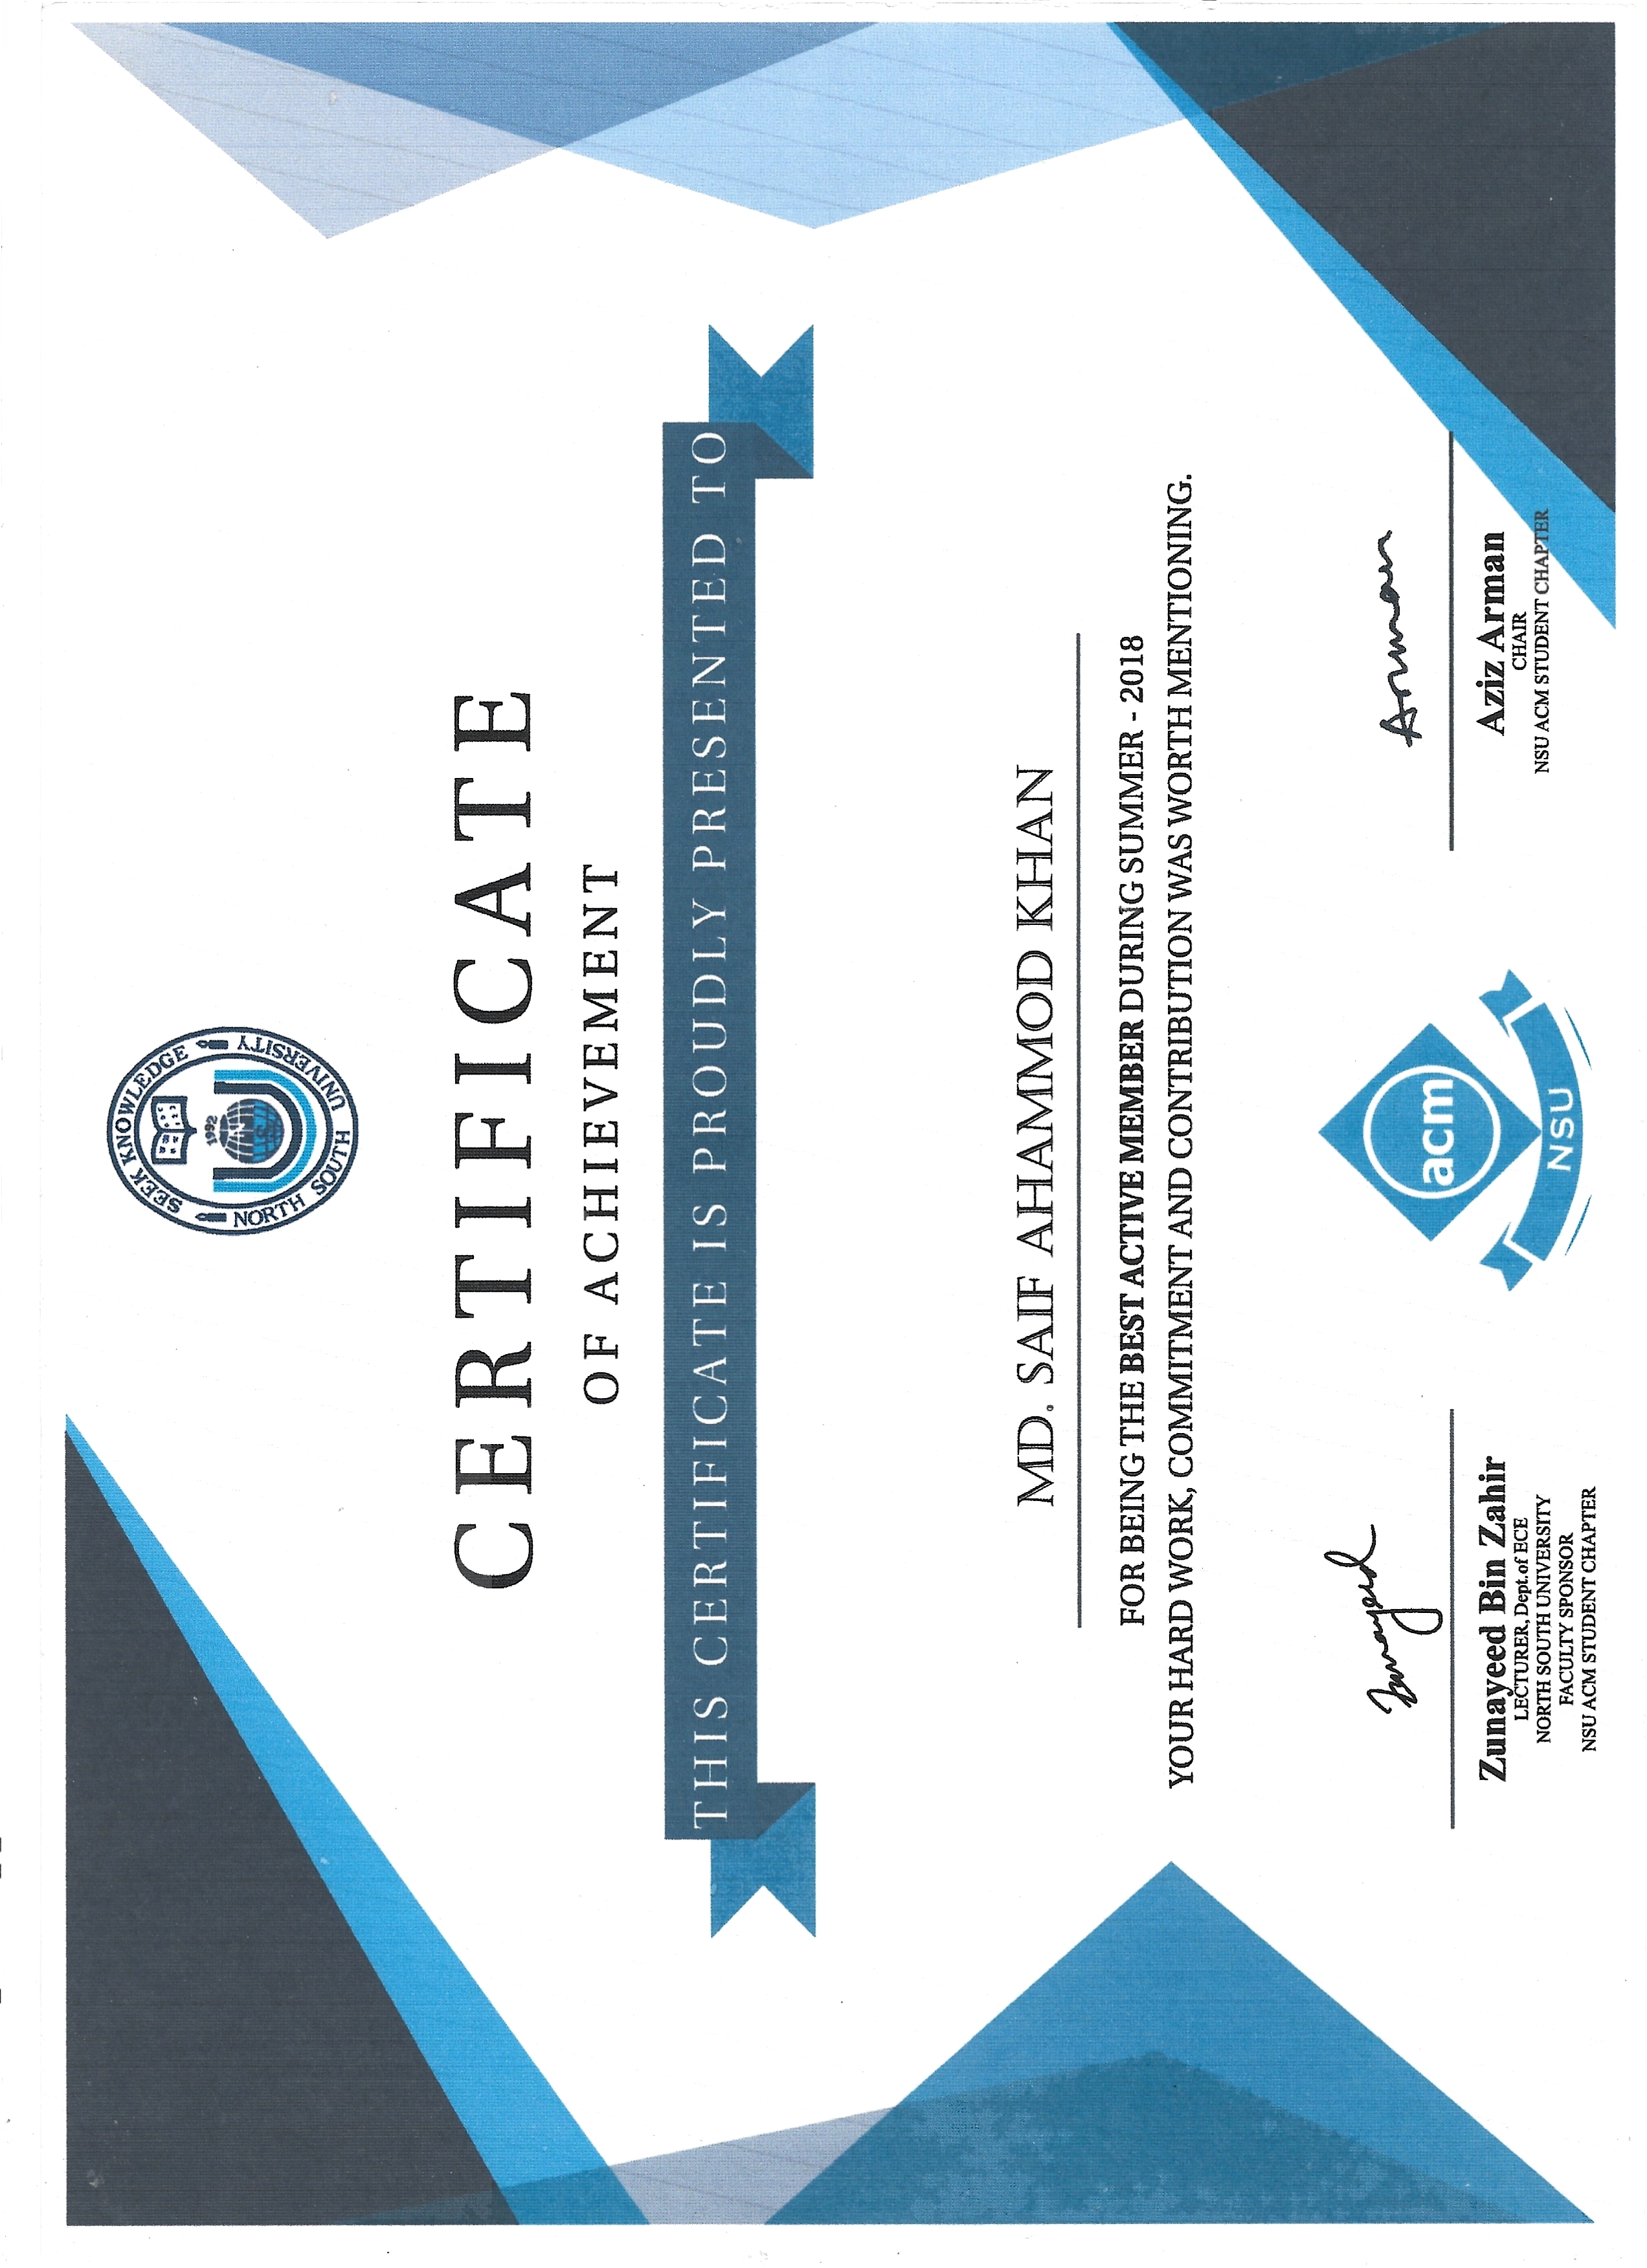 SEEK KNOWLEDGE
1992
NORTH SOUTH UNIVERSITY
CERTIFICATE
OF ACHIEVEMENT
THIS CERTIFICATE IS PROUDLY PRESENTED TO
MD. SAIF AHAMMOD KHAN
FOR BEING THE BEST ACTIVE MEMBER DURING SUMMER - 2018
YOUR HARD WORK, COMMITMENT AND CONTRIBUTION WAS WORTH MENTIONING.
Zunayeed
Zunayeed Bin Zahir
LECTURER, Dept.of ECE
NORTH SOUTH UNIVERSITY
FACULTY SPONSOR
NSU ACM STUDENT CHAPTER
acm
NSU
Arman
Aziz Arman
CHAIR
NSU ACM STUDENT CHAPTER